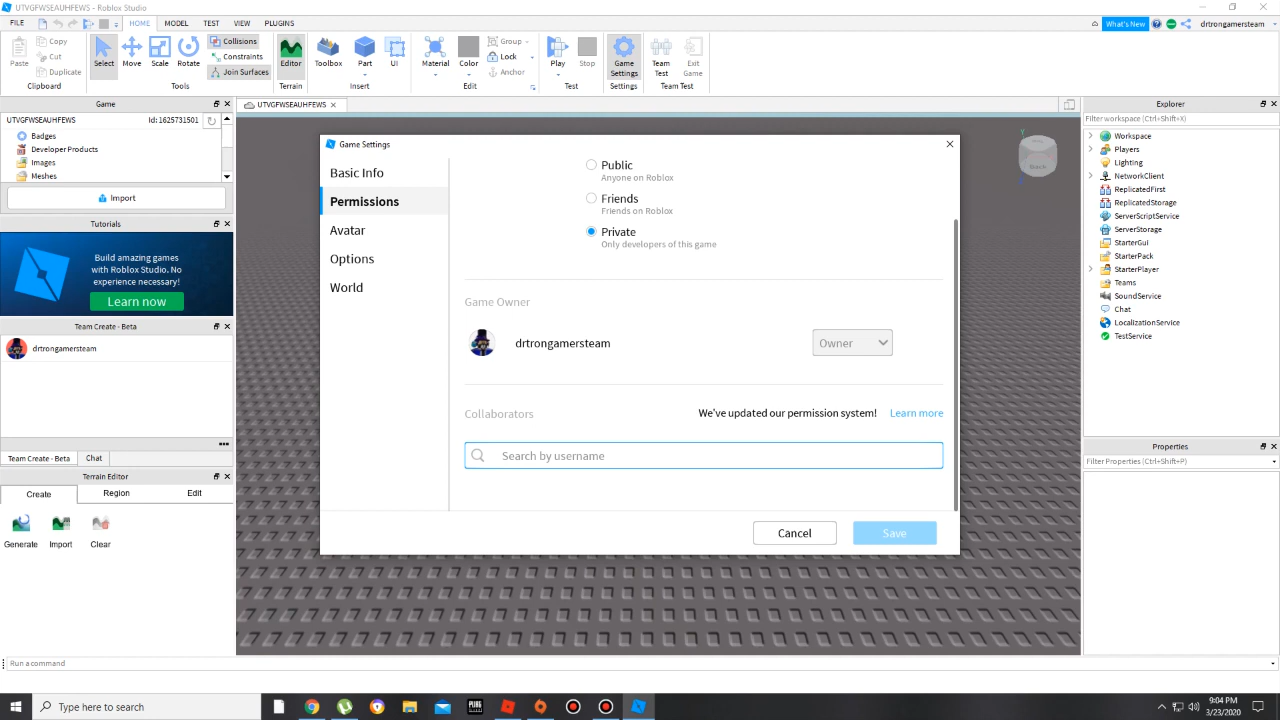 UTVGFWSEAUHFEWS - Roblox Studio
FILE HOME MODEL TEST VIEW PLUGINS What's New drtrongamersteam
Paste Copy Cut Duplicate Clipboard
Select Move Scale Rotate Collisions Constraints Join Surfaces Tools
Editor Terrain
Toolbox Part UI Insert
Material Color Group Lock Anchor Edit
Play Stop Test
Game Settings Settings
Team Test Exit Game Team Test
Game
UTVGFWSEAUHFEWS Id: 1625731501
Badges
Developer Products
Images
Meshes
Import
Tutorials
Build amazing games
with Roblox Studio. No
experience necessary!
Learn now
Team Create - Beta
drtrongamersteam
Team Create - Beta Chat
Terrain Editor
Create Region Edit
Generate Import Clear
UTVGFWSEAUHFEWS
Back
Game Settings
Basic Info
Permissions
Avatar
Options
World
Public
Anyone on Roblox
Friends
Friends on Roblox
Private
Only developers of this game
Game Owner
drtrongamersteam Owner
Collaborators We've updated our permission system! Learn more
Search by username
Cancel Save
Explorer
Filter workspace (Ctrl+Shift+X)
Workspace
Players
Lighting
NetworkClient
ReplicatedFirst
ReplicatedStorage
ServerScriptService
ServerStorage
StarterGui
StarterPack
StarterPlayer
Teams
SoundService
Chat
LocalizationService
TestService
Properties
Filter Properties (Ctrl+Shift+P)
Run a command
Type here to search
PUBG
9:04 PM
3/23/2020